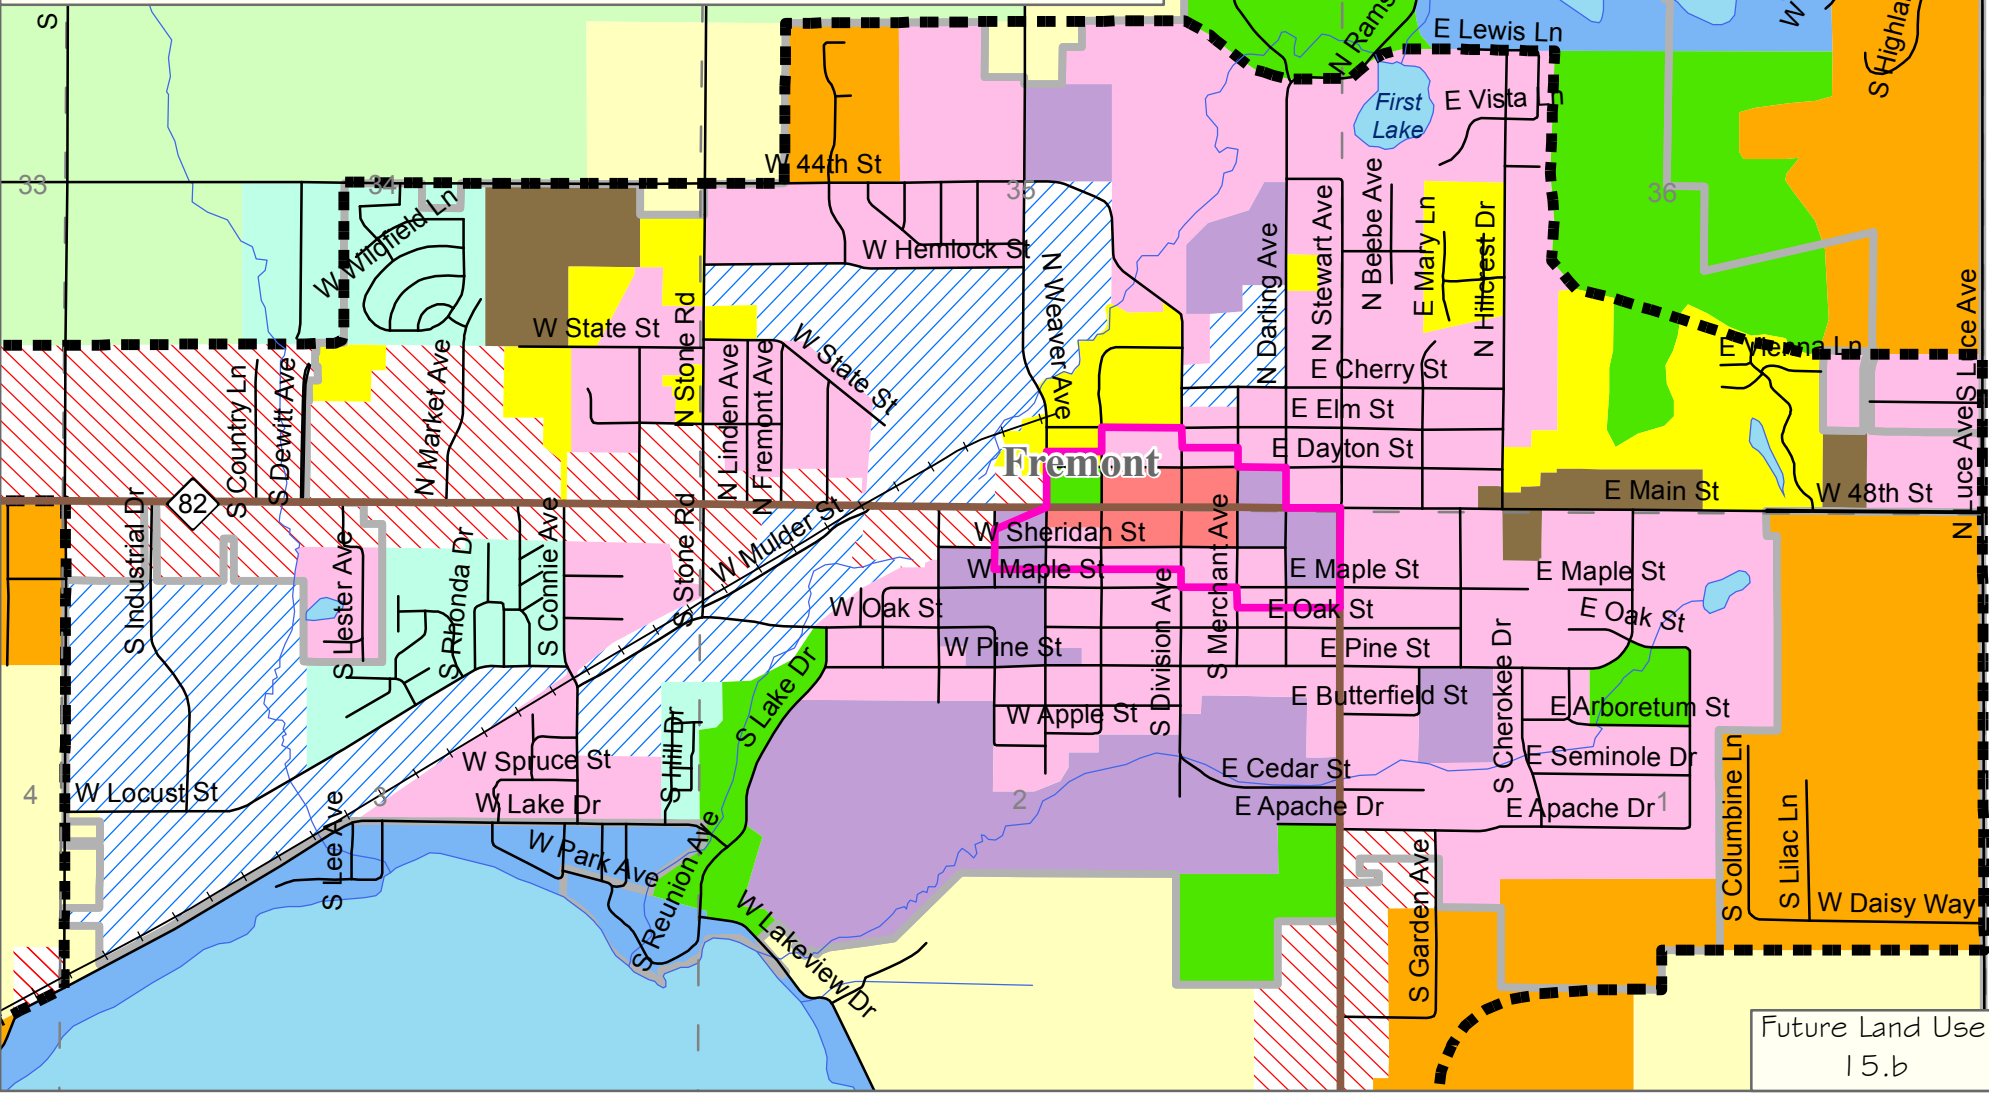 S
E Lewis Ln
W
N Rams
S Highla
First
Lake
E Vista Ln
W 44th St
33
34
35
36
W Wildfield Ln
W Hemlock St
N Weaver Ave
N Darling Ave
N Stewart Ave
N Beebe Ave
E Mary Ln
N Hillcrest Dr
S Luce Ave
W State St
N Stone Rd
W State St
E Vienna Ln
E Cherry St
S Country Ln
S Dewitt Ave
N Market Ave
N Linden Ave
N Fremont Ave
E Elm St
E Dayton St
Fremont
N Luce Ave
82
E Main St
W 48th St
S Industrial Dr
S Lester Ave
S Rhonda Dr
S Connie Ave
S Stone Rd
W Mulder St
W Sheridan St
W Maple St
E Maple St
E Maple St
W Oak St
E Oak St
E Oak St
S Division Ave
S Merchant Ave
W Pine St
E Pine St
S Cherokee Dr
S Lake Dr
E Butterfield St
E Arboretum St
W Apple St
S Hill Dr
W Spruce St
E Cedar St
E Seminole Dr
4
W Locust St
3
W Lake Dr
2
E Apache Dr
E Apache Dr
1
S Columbine Ln
S Lilac Ln
S Lee Ave
W Park Ave
S Reunion Ave
W Lakeview Dr
S Garden Ave
W Daisy Way
Future Land Use
15.b